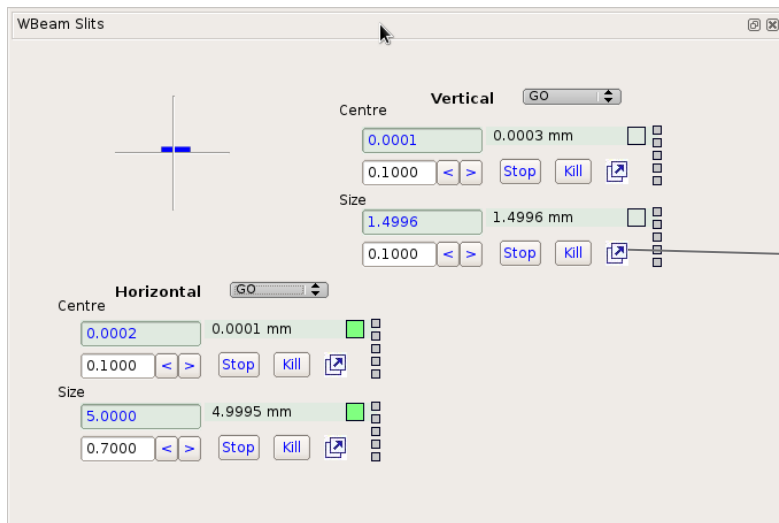 WBeam Slits
Vertical GO
Centre
0.0001 0.0003 mm
0.1000 < > Stop Kill
Size
1.4996 1.4996 mm
0.1000 < > Stop Kill
Horizontal GO
Centre
0.0002 0.0001 mm
0.1000 < > Stop Kill
Size
5.0000 4.9995 mm
0.7000 < > Stop Kill